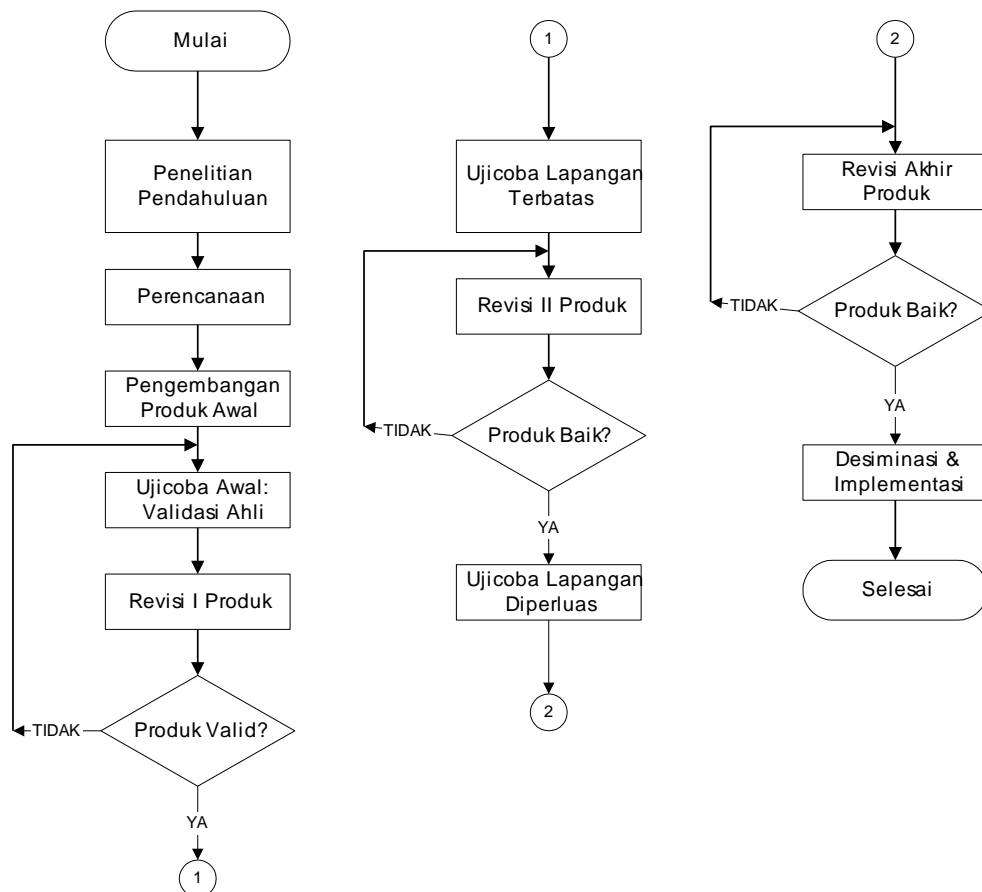 Mulai
Penelitian
Pendahuluan
Perencanaan
Pengembangan
Produk Awal
Ujicoba Awal:
Validasi Ahli
Revisi I Produk
Produk Valid?
TIDAK
YA
1
1
Ujicoba Lapangan
Terbatas
Revisi II Produk
Produk Baik?
TIDAK
YA
Ujicoba Lapangan
Diperluas
2
2
Revisi Akhir
Produk
Produk Baik?
TIDAK
YA
Desiminasi &
Implementasi
Selesai